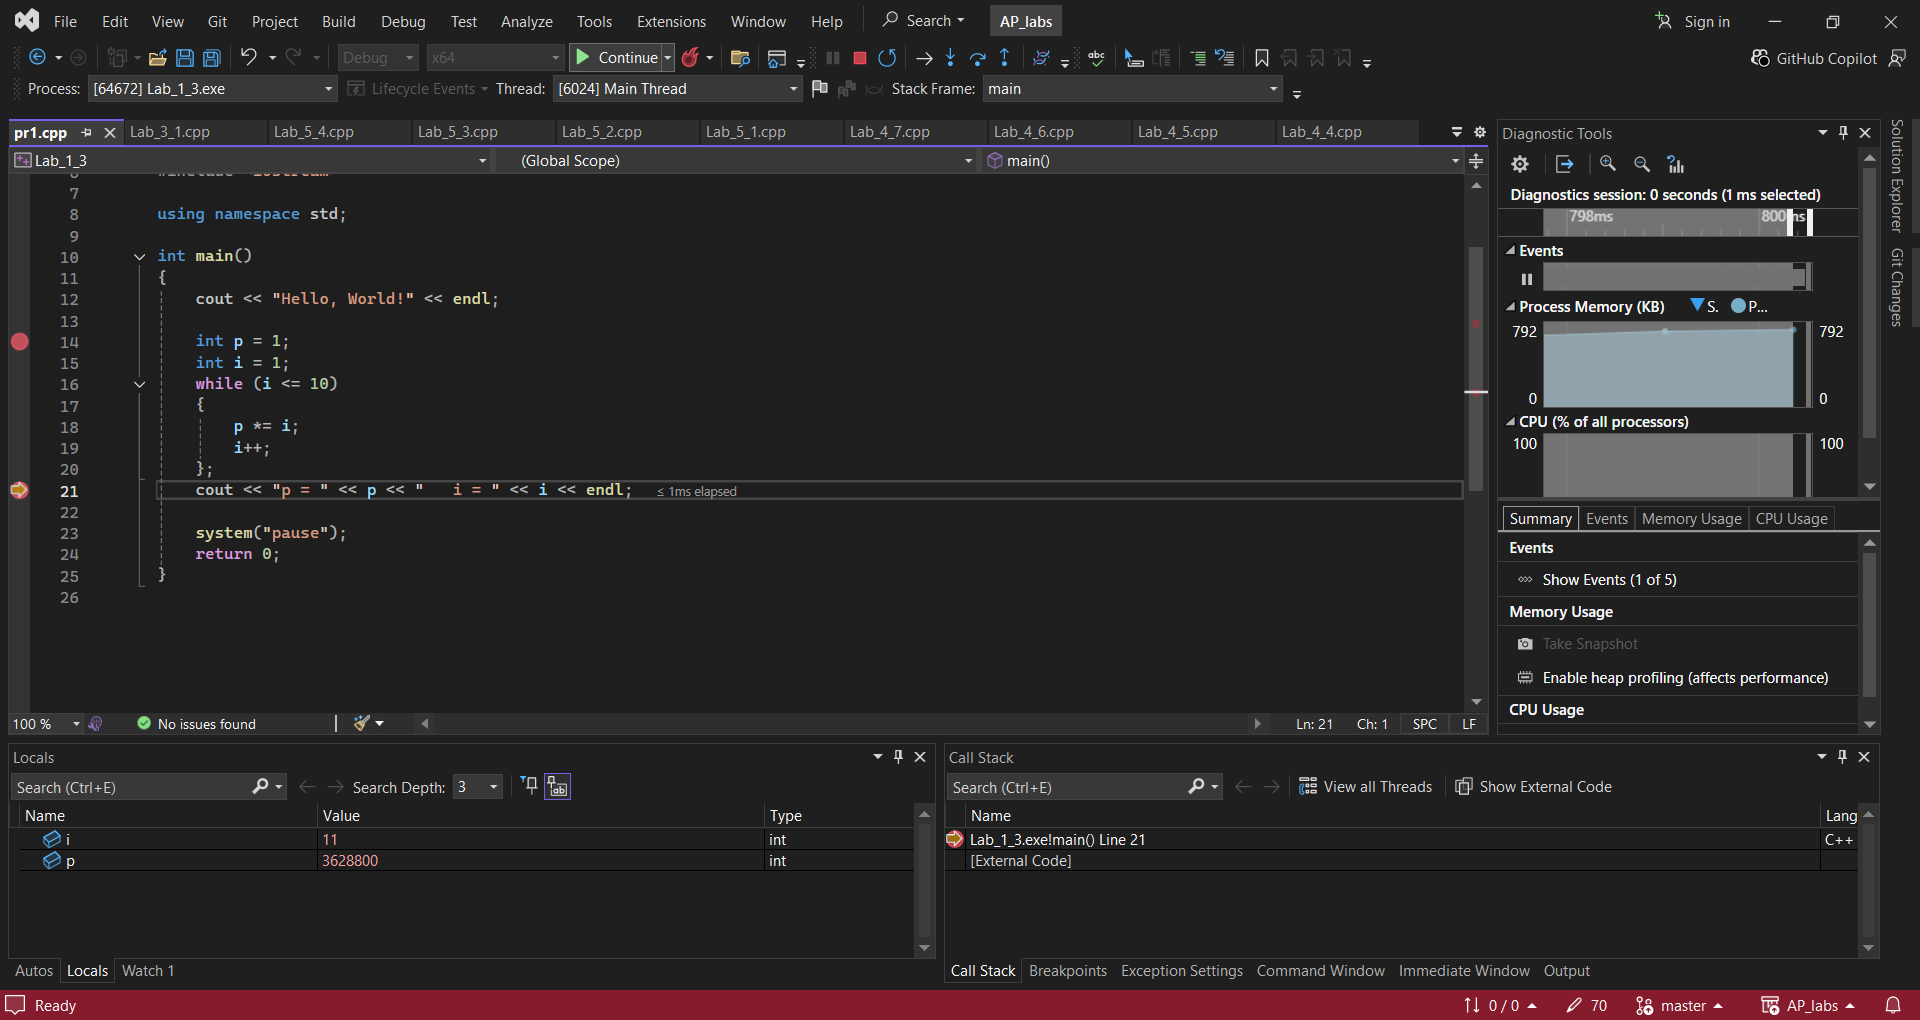 File Edit View Git Project Build Debug Test Analyze Tools Extensions Window Help Search AP_labs Sign in
Debug x64 Continue abc GitHub Copilot
Process: [64672] Lab_1_3.exe Lifecycle Events Thread: [6024] Main Thread Stack Frame: main
pr1.cpp Lab_3_1.cpp Lab_5_4.cpp Lab_5_3.cpp Lab_5_2.cpp Lab_5_1.cpp Lab_4_7.cpp Lab_4_6.cpp Lab_4_5.cpp Lab_4_4.cpp
Lab_1_3 (Global Scope) main()
7
8 using namespace std;
9
10 int main()
11 {
12 cout << "Hello, World!" << endl;
13
14 int p = 1;
15 int i = 1;
16 while (i <= 10)
17 {
18 p *= i;
19 i++;
20 };
21 cout << "p = " << p << "   i = " << i << endl; ≤ 1ms elapsed
22
23 system("pause");
24 return 0;
25 }
26
100 % No issues found Ln: 21 Ch: 1 SPC LF
Diagnostic Tools
Diagnostics session: 0 seconds (1 ms selected)
798ms 800ms
Events
Process Memory (KB) S. P...
792 792
0 0
CPU (% of all processors)
100 100
Summary Events Memory Usage CPU Usage
Events
Show Events (1 of 5)
Memory Usage
Take Snapshot
Enable heap profiling (affects performance)
CPU Usage
Solution Explorer
Git Changes
Locals
Search (Ctrl+E) Search Depth: 3
Name Value Type
i 11 int
p 3628800 int
Autos Locals Watch 1
Call Stack
Search (Ctrl+E) View all Threads Show External Code
Name Lang
Lab_1_3.exe!main() Line 21 C++
[External Code]
Call Stack Breakpoints Exception Settings Command Window Immediate Window Output
Ready 0 / 0 70 master AP_labs